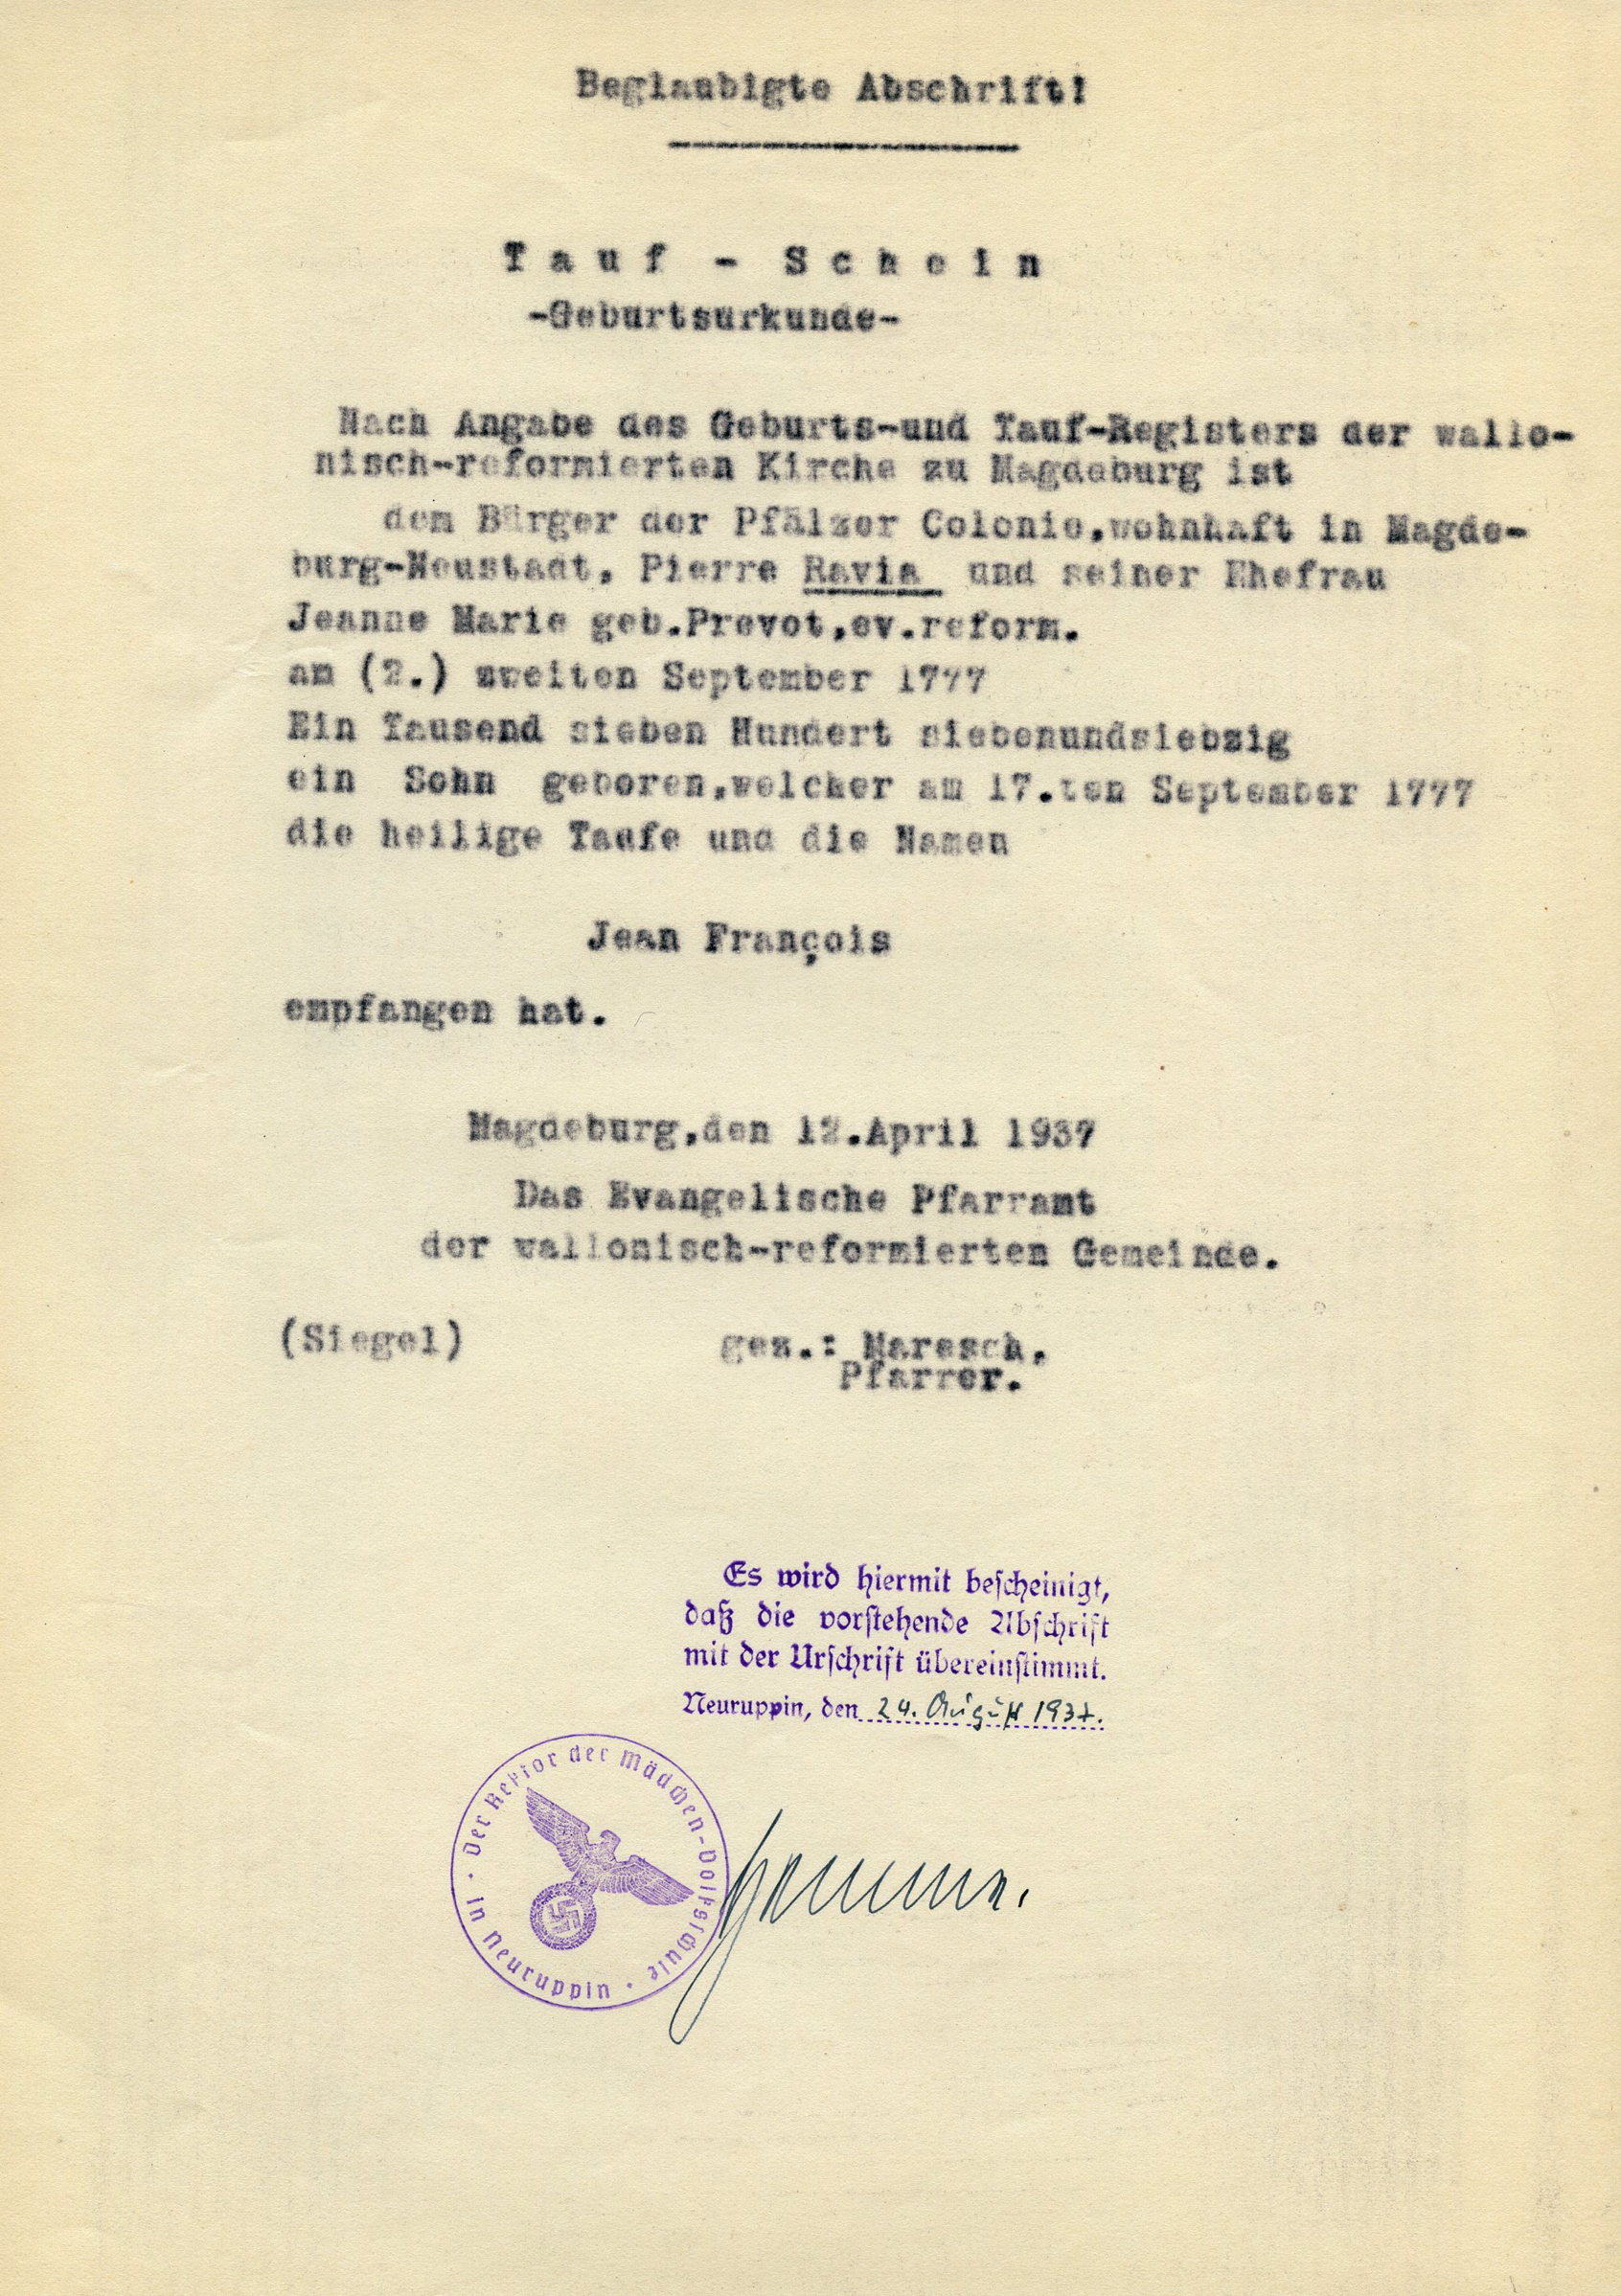 Beglaubigte Abschrift!
Tauf - Schein
-Geburtsurkunde-
Nach Angabe des Geburts-und Tauf-Registers der wallo-
nisch-reformierten Kirche zu Magdeburg ist
dem Bürger der Pfälzer Colonie,wohnhaft in Magde-
burg-Neustadt, Pierre Ravia und seiner Ehefrau
Jeanne Marie geb.Prevot,ev.reform.
am (2.) zweiten September 1777
Ein Tausend sieben Hundert siebenundsiebzig
ein Sohn geboren,welcher am 17.ten September 1777
die heilige Taufe und die Namen
Jean François
empfangen hat.
Magdeburg,den 12.April 1937
Das Evangelische Pfarramt
der wallonisch-reformierten Gemeinde.
(Siegel) gez.: Maresch,
Pfarrer.
Es wird hiermit bescheinigt,
daß die vorstehende Abschrift
mit der Urschrift übereinstimmt.
Neuruppin, den 24. August 1937.
Der Rektor der Mädchen-Volksschule · in Neuruppin ·